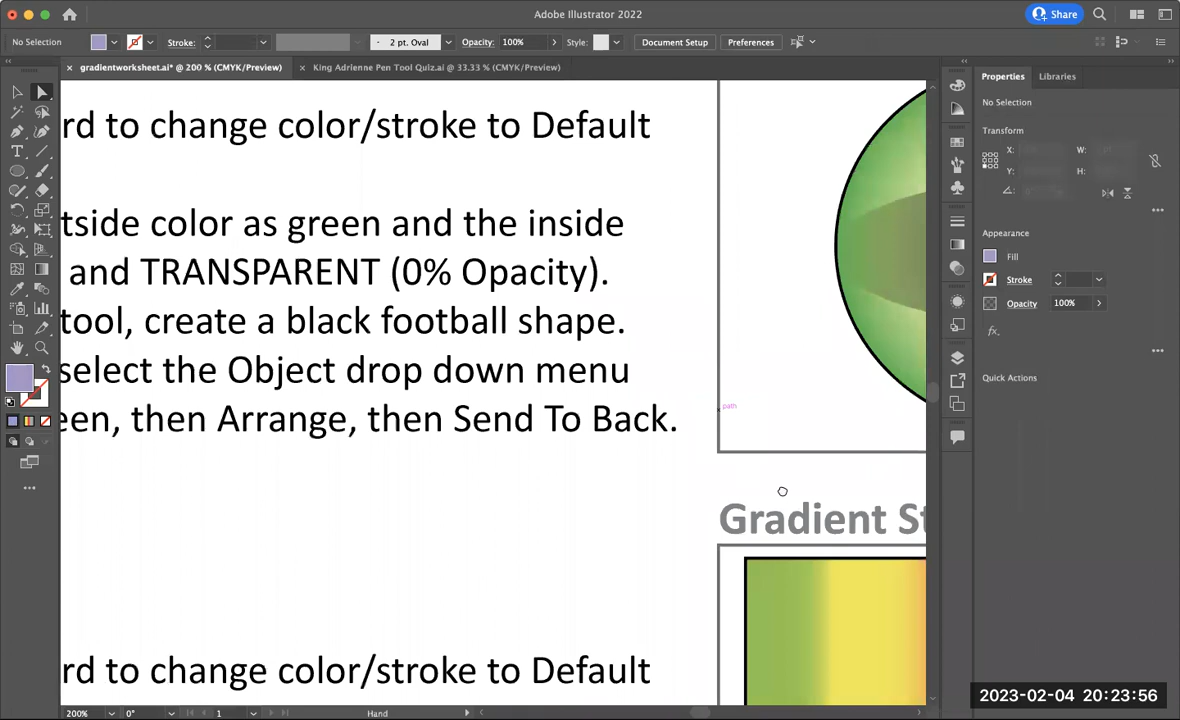 Adobe Illustrator 2022
Share
No Selection
Stroke:
2 pt. Oval
Opacity:
100%
Style:
Document Setup
Preferences
gradientworksheet.ai* @ 200 % (CMYK/Preview)
King Adrienne Pen Tool Quiz.ai @ 33.33 % (CMYK/Preview)
Properties
Libraries
No Selection
Transform
X:
W:
Y:
H:
Appearance
Fill
Stroke
Opacity
100%
fx.
Quick Actions
rd to change color/stroke to Default
tside color as green and the inside
and TRANSPARENT (0% Opacity).
tool, create a black football shape.
select the Object drop down menu
een, then Arrange, then Send To Back.
path
Gradient St
rd to change color/stroke to Default
200%
0°
1
Hand
2023-02-04 20:23:56